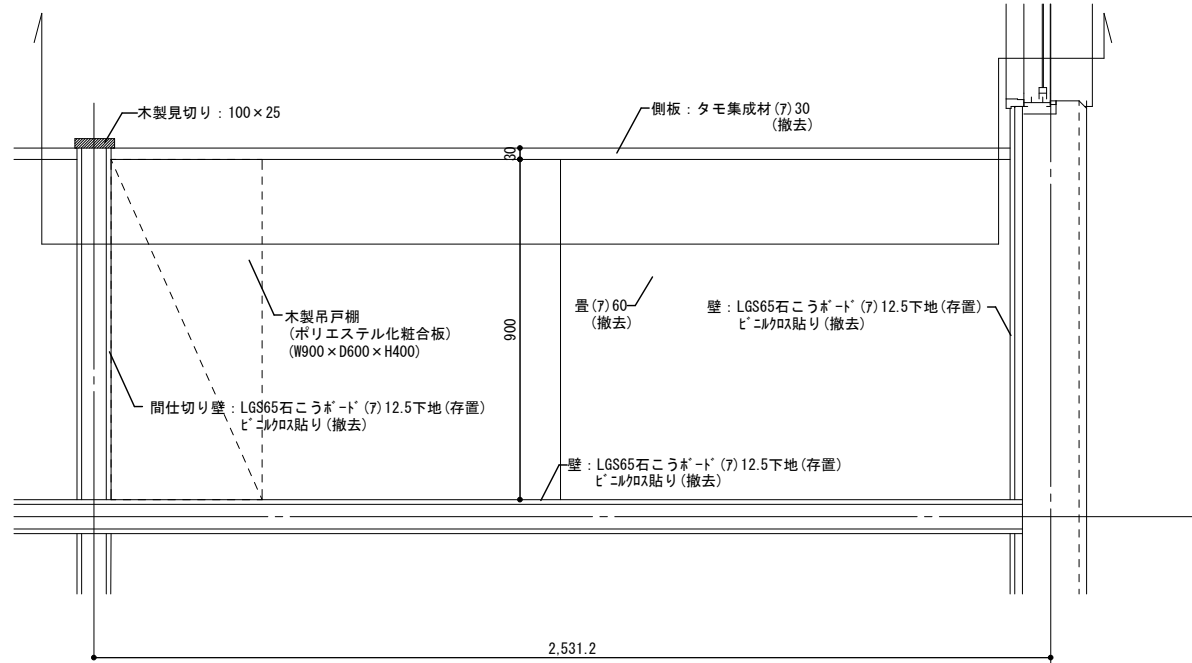 木製見切り：100×25
側板：タモ集成材(ｱ)30
(撤去)
30
木製吊戸棚
(ポリエステル化粧合板)
(W900×D600×H400)
900
畳(ｱ)60
(撤去)
壁：LGS65石こうﾎﾞｰﾄﾞ(ｱ)12.5下地(存置)
ﾋﾞﾆﾙｸﾛｽ貼り(撤去)
間仕切り壁：LGS65石こうﾎﾞｰﾄﾞ(ｱ)12.5下地(存置)
ﾋﾞﾆﾙｸﾛｽ貼り(撤去)
壁：LGS65石こうﾎﾞｰﾄﾞ(ｱ)12.5下地(存置)
ﾋﾞﾆﾙｸﾛｽ貼り(撤去)
2,531.2